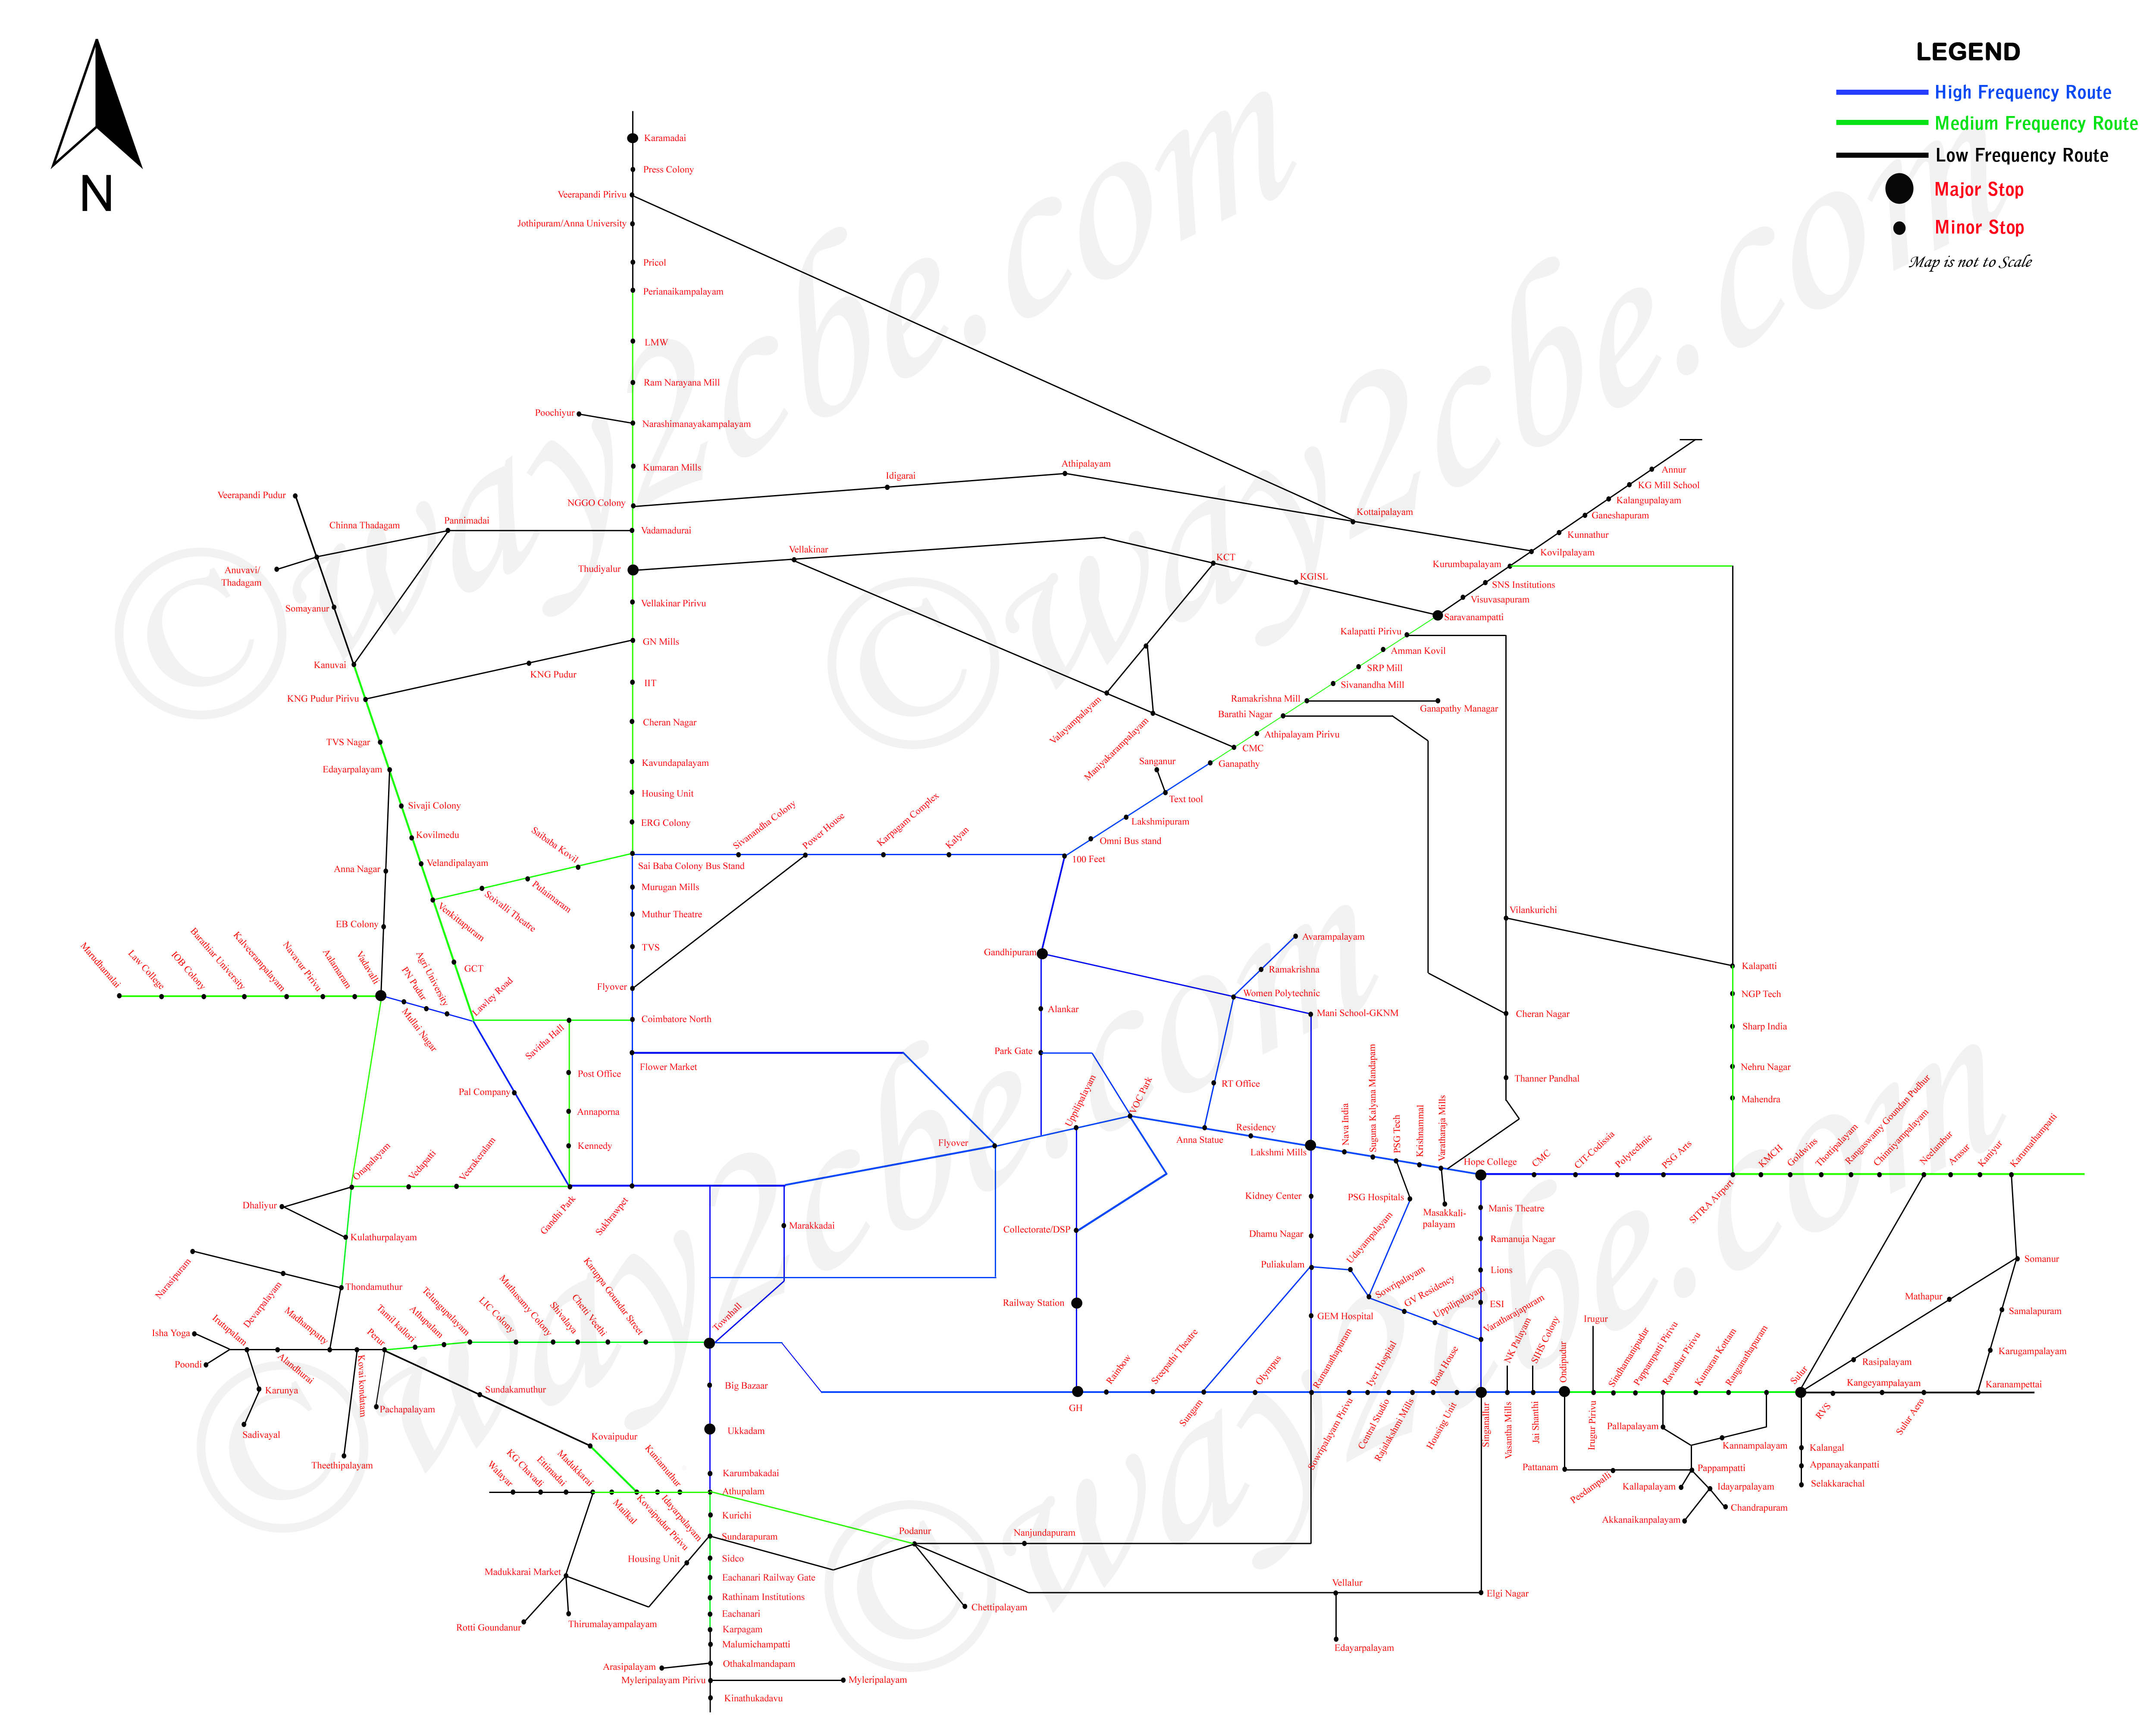 LEGEND
High Frequency Route
Medium Frequency Route
Low Frequency Route
Major Stop
Minor Stop
Map is not to Scale
N
©way2cbe.com
©way2cbe.com
©way2cbe.com
©way2cbe.com
Karamadai
Press Colony
Veerapandi Pirivu
Jothipuram/Anna University
Pricol
Perianaikampalayam
LMW
Ram Narayana Mill
Poochiyur
Narashimanayakampalayam
Kumaran Mills
NGGO Colony
Idigarai
Athipalayam
Kottaipalayam
Annur
KG Mill School
Kalangupalayam
Ganeshapuram
Kunnathur
Kovilpalayam
Kurumbapalayam
SNS Institutions
Visuvasapuram
Saravanampatti
Veerapandi Pudur
Chinna Thadagam
Pannimadai
Vadamadurai
Anuvavi/
Thadagam
Somayanur
Kanuvai
Thudiyalur
Vellakinar
KCT
KGISL
Vellakinar Pirivu
GN Mills
KNG Pudur
KNG Pudur Pirivu
IIT
Cheran Nagar
Kavundapalayam
Housing Unit
ERG Colony
Sai Baba Colony Bus Stand
Kalapatti Pirivu
Amman Kovil
SRP Mill
Sivanandha Mill
Ramakrishna Mill
Ganapathy Managar
Barathi Nagar
Athipalayam Pirivu
CMC
Ganapathy
Valayampalayam
Maniyakarampalayam
Sanganur
Text tool
Lakshmipuram
Omni Bus stand
100 Feet
TVS Nagar
Edayarpalayam
Sivaji Colony
Kovilmedu
Velandipalayam
Anna Nagar
EB Colony
Venkittapuram
Soivalli Theatre
Pulaimaram
Saibaba Kovil
GCT
Sivanandha Colony
Power House
Karpagam Complex
Kalyan
Murugan Mills
Muthur Theatre
TVS
Flyover
Coimbatore North
Flower Market
Marudhamalai
Law College
IOB Colony
Barathiar University
Kalveerampalayam
Navavur Pirivu
Aalamaram
Vadavalli
PN Pudur
Mullai Nagar
Agri University
Lawley Road
Savitha Hall
Post Office
Annaporna
Kennedy
Pal Company
Gandhi Park
Sukhrawpet
Onapalayam
Vedapatti
Veerakeralam
Dhaliyur
Kulathurpalayam
Thondamuthur
Narasipuram
Devarpalayam
Gandhipuram
Alankar
Park Gate
Avarampalayam
Ramakrishna
Women Polytechnic
Mani School-GKNM
RT Office
Anna Statue
Residency
Lakshmi Mills
Uppilipalayam
VOC Park
Flyover
Marakkadai
Collectorate/DSP
Railway Station
GH
Nava India
Suguna Kalyana Mandapam
PSG Tech
Krishnammal
Varatharaja Mills
PSG Hospitals
Masakkali-
palayam
Hope College
CMC
CIT-Codissia
Polytechnic
PSG Arts
SITRA Airport
Vilankurichi
Cheran Nagar
Thanner Pandhal
Kalapatti
NGP Tech
Sharp India
Nehru Nagar
Mahendra
KMCH
Goldwins
Thottipalayam
Rangaswamy Goundan Pudhur
Chinniyampalayam
Neelambur
Arasur
Kaniyur
Karumathampatti
Kidney Center
Dhamu Nagar
Puliakulam
GEM Hospital
Udayampalayam
Sowripalayam
GV Residency
Uppilipalayam
Varatharajapuram
Manis Theatre
Ramanuja Nagar
Lions
ESI
NK Palayam
SIHS Colony
Ondipudur
Irugur
Sindhamanipudur
Pappampatti Pirivu
Ravathur Pirivu
Kumaran Kottam
Ranganathapuram
Sulur
Somanur
Mathapur
Samalapuram
Rasipalayam
Karugampalayam
Kangeyampalayam
Karanampettai
RVS
Sulur Aero
Kalangal
Appanayakanpatti
Selakkarachal
Isha Yoga
Poondi
Irutupalam
Alandhurai
Madhampatty
Karunya
Sadivayal
Kovai kondatam
Theethipalayam
Perur
Pachapalayam
Tamil kallori
Athupalam
Telungupalayam
LIC Colony
Muthusamy Colony
Shivalaya
Chetti Veethi
Karuppa Goundur Street
Townhall
Big Bazaar
Ukkadam
Karumbakadai
Athupalam
Kurichi
Sundarapuram
Sidco
Eachanari Railway Gate
Rathinam Institutions
Eachanari
Karpagam
Malumichampatti
Othakalmandapam
Arasipalayam
Myleripalayam Pirivu
Myleripalayam
Kinathukadavu
Sundakamuthur
Kovaipudur
Walayar
KG Chavadi
Ettimadai
Madukkarai
Mailkal
Kovaipudur Pirivu
Kuniamuthur
Idayarpalayam
Housing Unit
Madukkarai Market
Rotti Goundanur
Thirumalayampalayam
Podanur
Nanjundapuram
Chettipalayam
Vellalur
Edayarpalayam
Elgi Nagar
Rainbow
Sreepathi Theatre
Sungam
Olympus
Ramanathapuram
Sowripalayam Pirivu
Iyer Hospital
Central Studio
Rajalakshmi Mills
Boat House
Housing Unit
Singanallur
Vasantha Mills
Jai Shanthi
Irugur Pirivu
Pattanam
Peedampalli
Pallapalayam
Kannampalayam
Pappampatti
Kallapalayam
Idayarpalayam
Chandrapuram
Akkanaikanpalayam